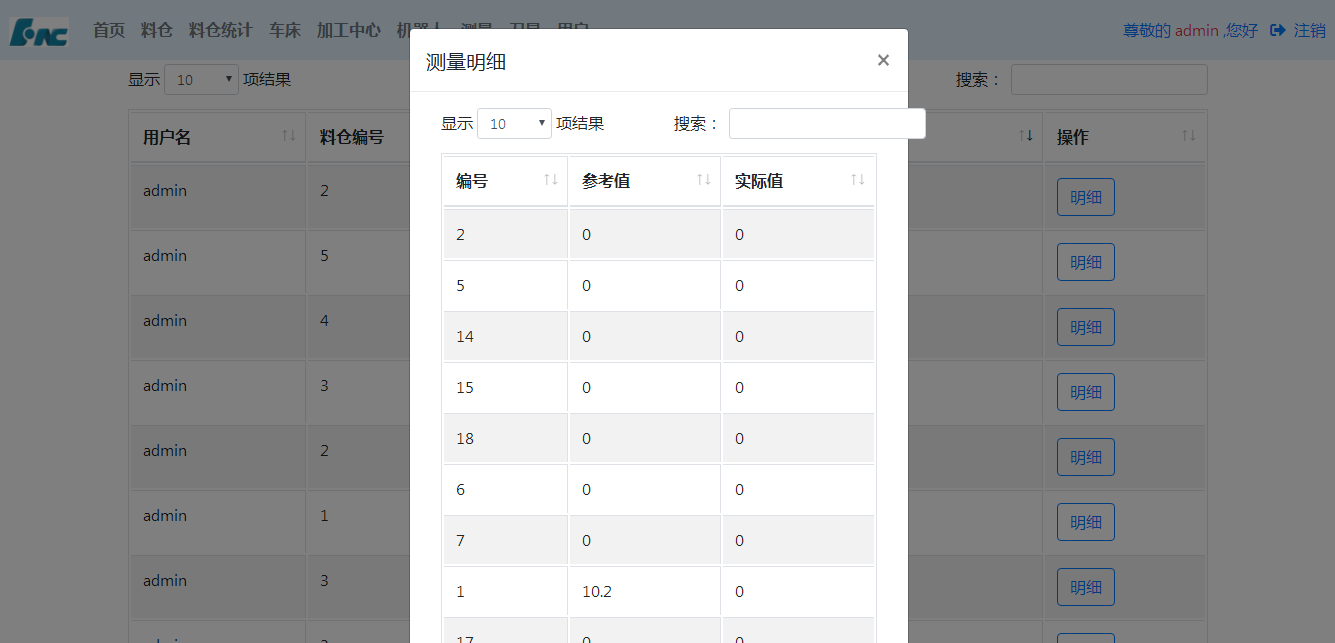 首页 料仓 料仓统计 车床 加工中心 机器人 测量 用户 尊敬的 admin ,您好 注销
测量明细 ×
显示 10 项结果 搜索：
显示 10 项结果 搜索：
用户名 料仓编号 操作
编号 参考值 实际值
admin 2 明细
2 0 0
admin 5 明细
5 0 0
admin 4 明细
14 0 0
admin 3 明细
15 0 0
admin 2 明细
18 0 0
6 0 0
admin 1 明细
7 0 0
admin 3 明细
1 10.2 0
17 0 0